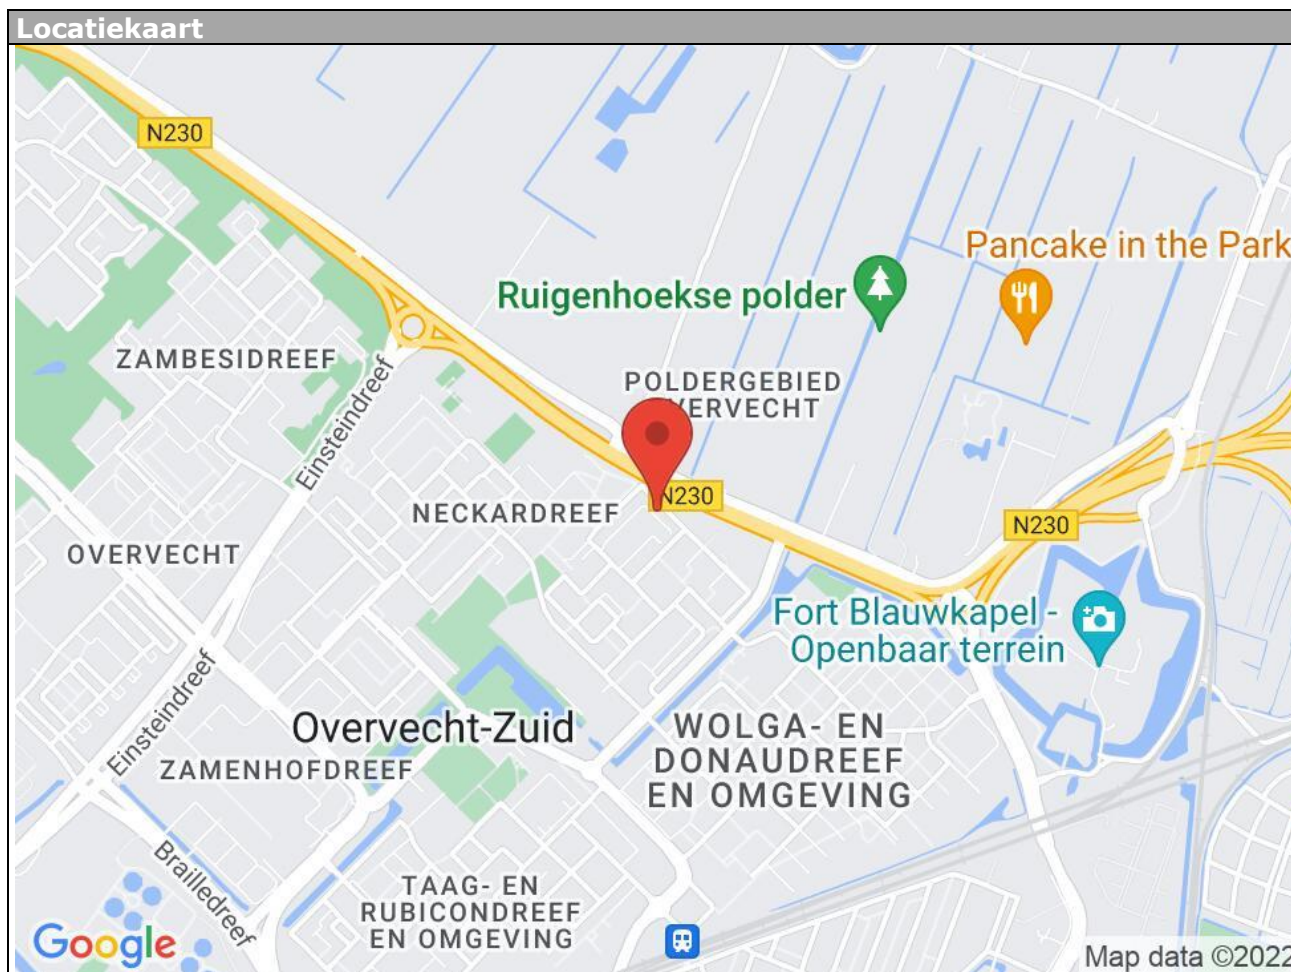 Locatiekaart
N230
Pancake in the Park
Ruigenhoekse polder
ZAMBESIDREEF
Einsteindreef
POLDERGEBIED
VERVECHT
N230
NECKARDREEF
N230
OVERVECHT
Fort Blauwkapel -
Openbaar terrein
Einsteindreef
Overvecht-Zuid
WOLGA- EN
DONAUDREEF
EN OMGEVING
ZAMENHOFDREEF
Brailledreef
TAAG- EN
RUBICONDREEF
EN OMGEVING
Google
Map data ©2022